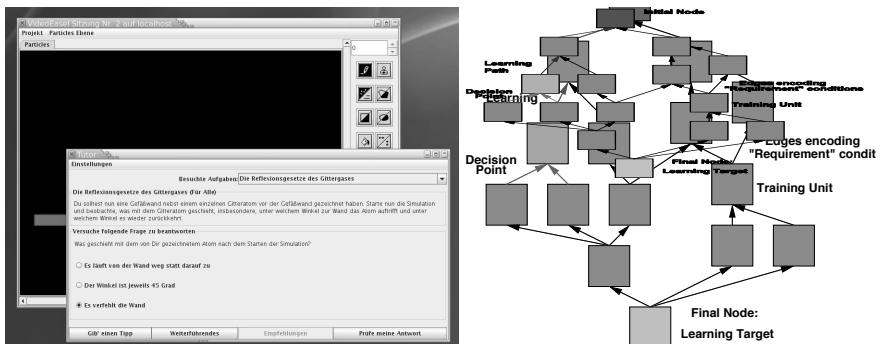 VideoEasel Sitzung Nr. 2 auf localhost
Projekt Particles Ebene
Particles
0
Tutor
Einstellungen
Besuchte Aufgaben: Die Reflexionsgesetze des Gittergases (Für Alle)
Die Reflexionsgesetze des Gittergases (Für Alle)
Du solltest nun eine Gefäßwand nebst einem einzelnen Gitteratom vor der Gefäßwand gezeichnet haben. Starte nun die Simulation
und beobachte, was mit dem Gitteratom geschieht, insbesondere, unter welchem Winkel zur Wand das Atom auftrifft und unter
welchem Winkel es wieder zurückkehrt.
Versuche folgende Frage zu beantworten
Was geschieht mit dem von Dir gezeichnetem Atom nach dem Starten der Simulation?
Es läuft von der Wand weg statt darauf zu
Der Winkel ist jeweils 45 Grad
Es verfehlt die Wand
Gib' einen Tipp Weiterführendes Empfehlungen Prüfe meine Antwort
Initial Node
Learning
Path
Edges encoding
"Requirement" conditions
Decision
Point
Learning
Training Unit
Edges encoding
"Requirement" condit
Decision
Point
Final Node:
Learning Target
Training Unit
Final Node:
Learning Target